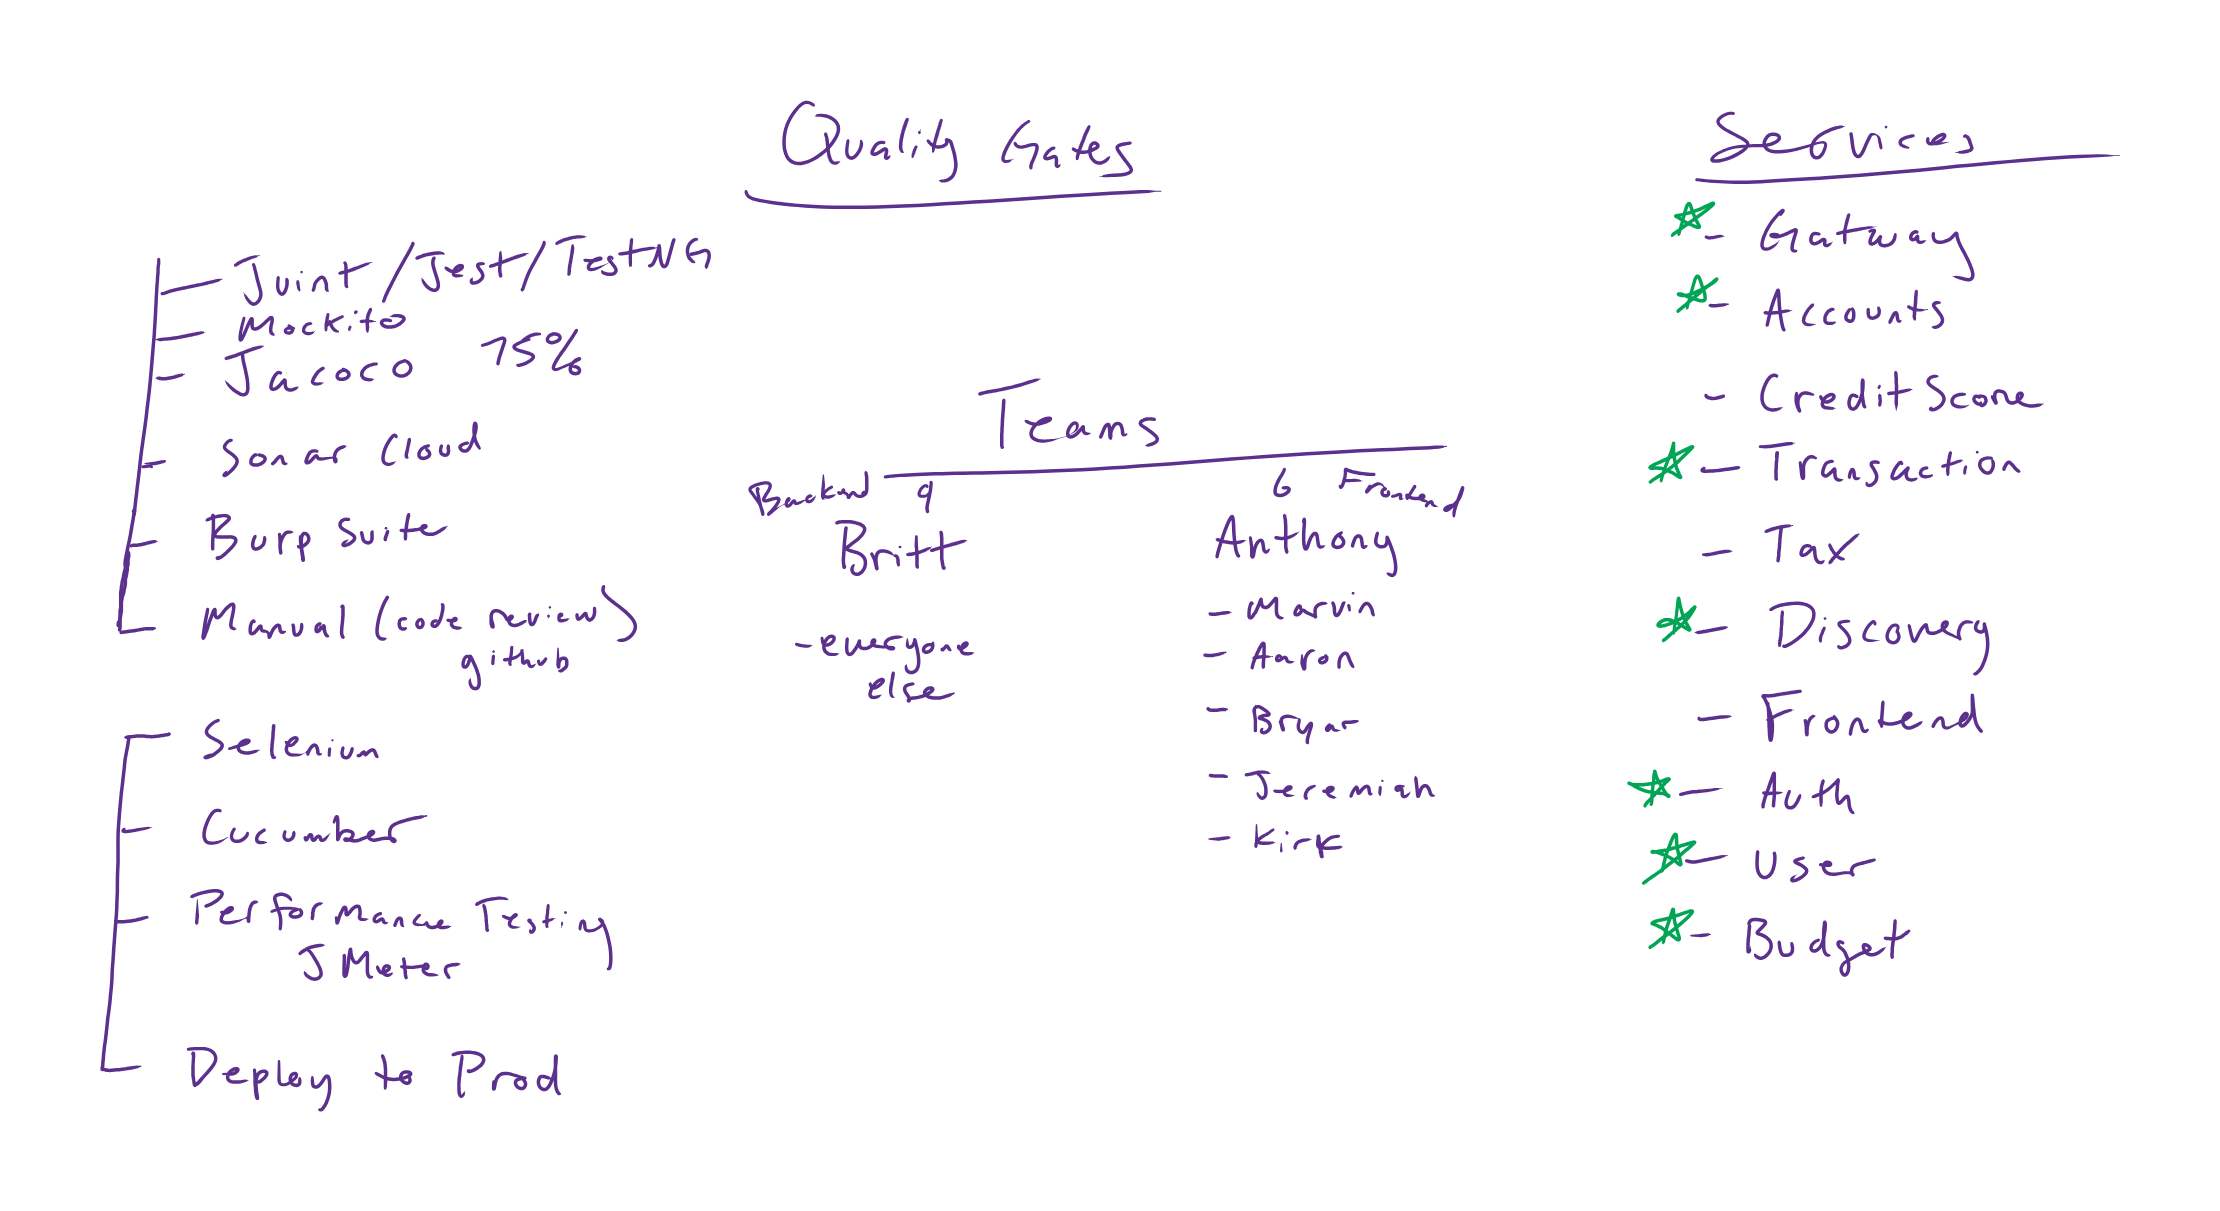 Quality Gates
Juint/Jest/TestNG
Mockito
Jacoco 75%
Sonar Cloud
Burp Suite
Manual (code review)
github
Selenium
Cucumber
Performance Testing
JMeter
Deploy to Prod
Teams
Backend 9
Britt
-everyone
else
6 Frontend
Anthony
- Marvin
- Aaron
- Bryar
- Jeremiah
- Kirk
Services
- Gatway
- Accounts
- Credit Score
- Transaction
- Tax
- Discovery
- Frontend
- Auth
- User
- Budget